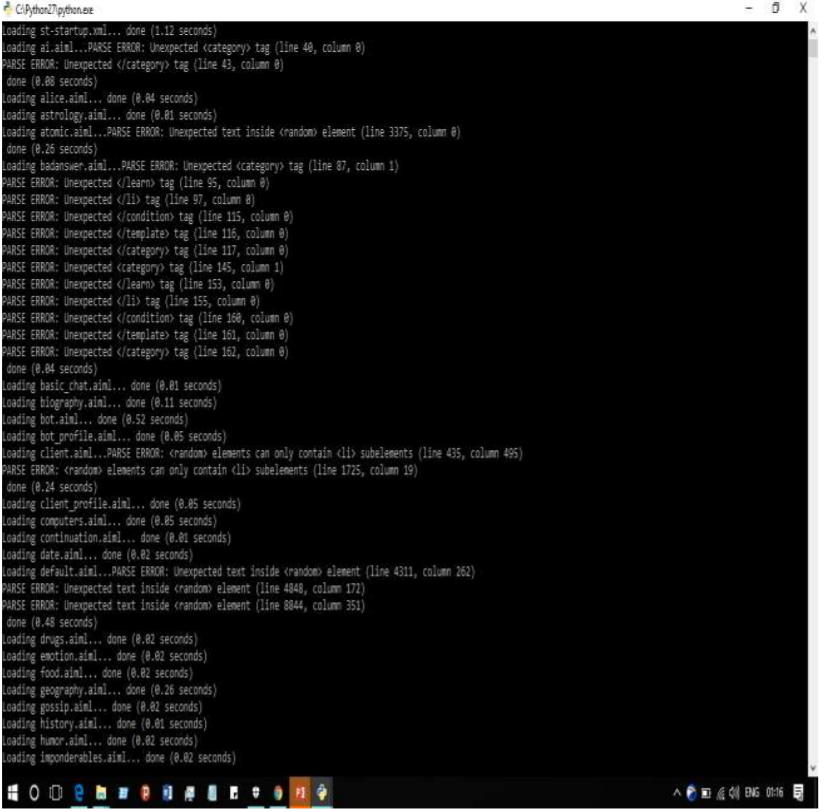 C:\Python27\python.exe
Loading st-startup.xml... done (1.12 seconds)
Loading ai.aiml...PARSE ERROR: Unexpected <category> tag (line 40, column 0)
PARSE ERROR: Unexpected </category> tag (line 43, column 0)
done (0.08 seconds)
Loading alice.aiml... done (0.04 seconds)
Loading astrology.aiml... done (0.01 seconds)
Loading atomic.aiml...PARSE ERROR: Unexpected text inside <random> element (line 3375, column 0)
done (0.26 seconds)
Loading badanswer.aiml...PARSE ERROR: Unexpected <category> tag (line 87, column 1)
PARSE ERROR: Unexpected </learn> tag (line 95, column 0)
PARSE ERROR: Unexpected </li> tag (line 97, column 0)
PARSE ERROR: Unexpected </condition> tag (line 115, column 0)
PARSE ERROR: Unexpected </template> tag (line 116, column 0)
PARSE ERROR: Unexpected </category> tag (line 117, column 0)
PARSE ERROR: Unexpected <category> tag (line 145, column 1)
PARSE ERROR: Unexpected </learn> tag (line 153, column 0)
PARSE ERROR: Unexpected </li> tag (line 155, column 0)
PARSE ERROR: Unexpected </condition> tag (line 160, column 0)
PARSE ERROR: Unexpected </template> tag (line 161, column 0)
PARSE ERROR: Unexpected </category> tag (line 162, column 0)
done (0.04 seconds)
Loading basic_chat.aiml... done (0.01 seconds)
Loading biography.aiml... done (0.11 seconds)
Loading bot.aiml... done (0.52 seconds)
Loading bot_profile.aiml... done (0.05 seconds)
Loading client.aiml...PARSE ERROR: <random> elements can only contain <li> subelements (line 435, column 495)
PARSE ERROR: <random> elements can only contain <li> subelements (line 1725, column 19)
done (0.24 seconds)
Loading client_profile.aiml... done (0.05 seconds)
Loading computers.aiml... done (0.05 seconds)
Loading continuation.aiml... done (0.01 seconds)
Loading date.aiml... done (0.02 seconds)
Loading default.aiml...PARSE ERROR: Unexpected text inside <random> element (line 4311, column 262)
PARSE ERROR: Unexpected text inside <random> element (line 4848, column 172)
PARSE ERROR: Unexpected text inside <random> element (line 8844, column 351)
done (0.48 seconds)
Loading drugs.aiml... done (0.02 seconds)
Loading emotion.aiml... done (0.02 seconds)
Loading food.aiml... done (0.02 seconds)
Loading geography.aiml... done (0.26 seconds)
Loading gossip.aiml... done (0.02 seconds)
Loading history.aiml... done (0.01 seconds)
Loading humor.aiml... done (0.02 seconds)
Loading imponderables.aiml... done (0.02 seconds)
ENG 01:16